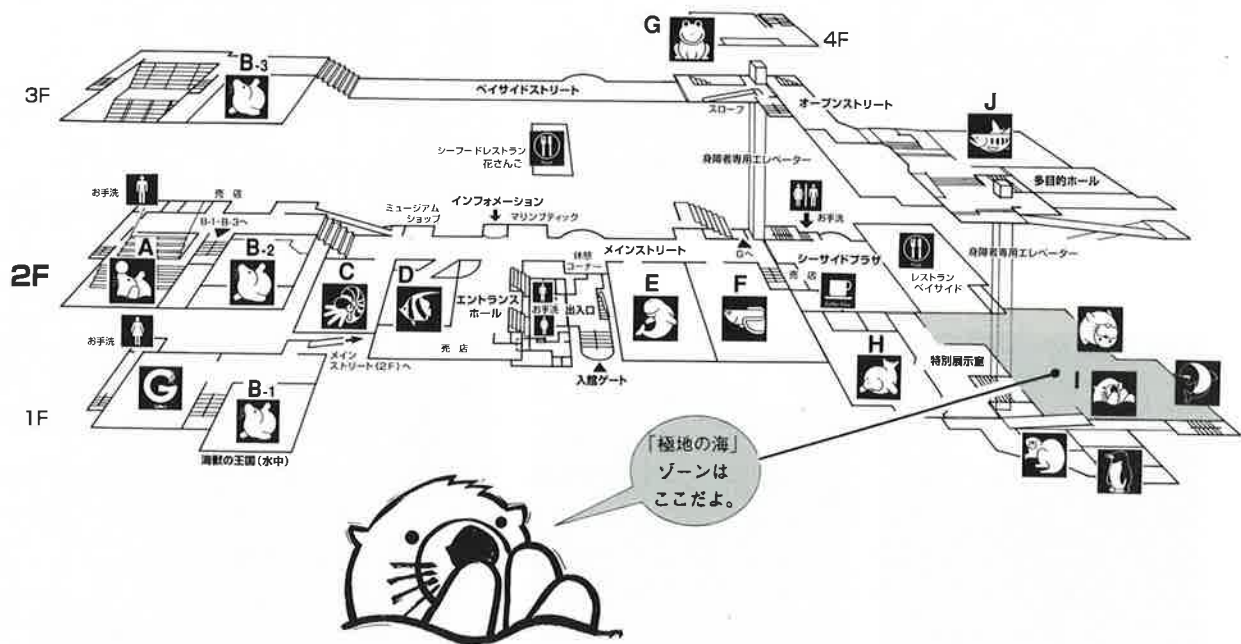 G
4F
3F
B-3
ベイサイドストリート
スロープ
オープンストリート
J
シーフードレストラン
花さんご
身障者専用エレベーター
多目的ホール
お手洗
売店
B-1・B-3へ
ミュージアム
ショップ
インフォメーション
マリンブティック
メインストリート
Gへ
お手洗
身障者専用エレベーター
2F
A
B-2
C
D
エントランス
ホール
売店
休憩
コーナー
お手洗
出入口
入館ゲート
E
F
売店
シーサイドプラザ
レストラン
ベイサイド
お手洗
メイン
ストリート(2F)へ
H
特別展示室
I
1F
B-1
海獣の王国(水中)
「極地の海」
ゾーンは
ここだよ。